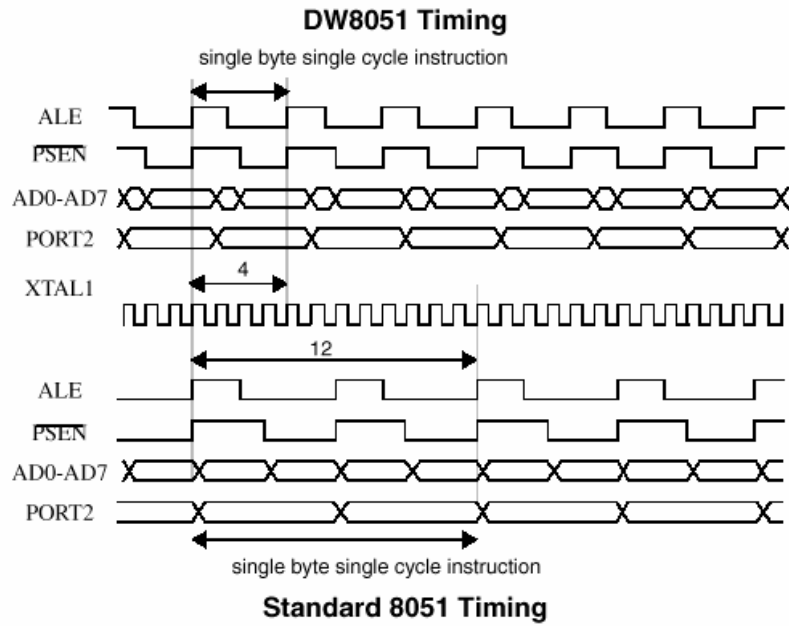 DW8051 Timing
single byte single cycle instruction
ALE
PSEN
AD0-AD7
PORT2
4
XTAL1
12
ALE
PSEN
AD0-AD7
PORT2
single byte single cycle instruction
Standard 8051 Timing